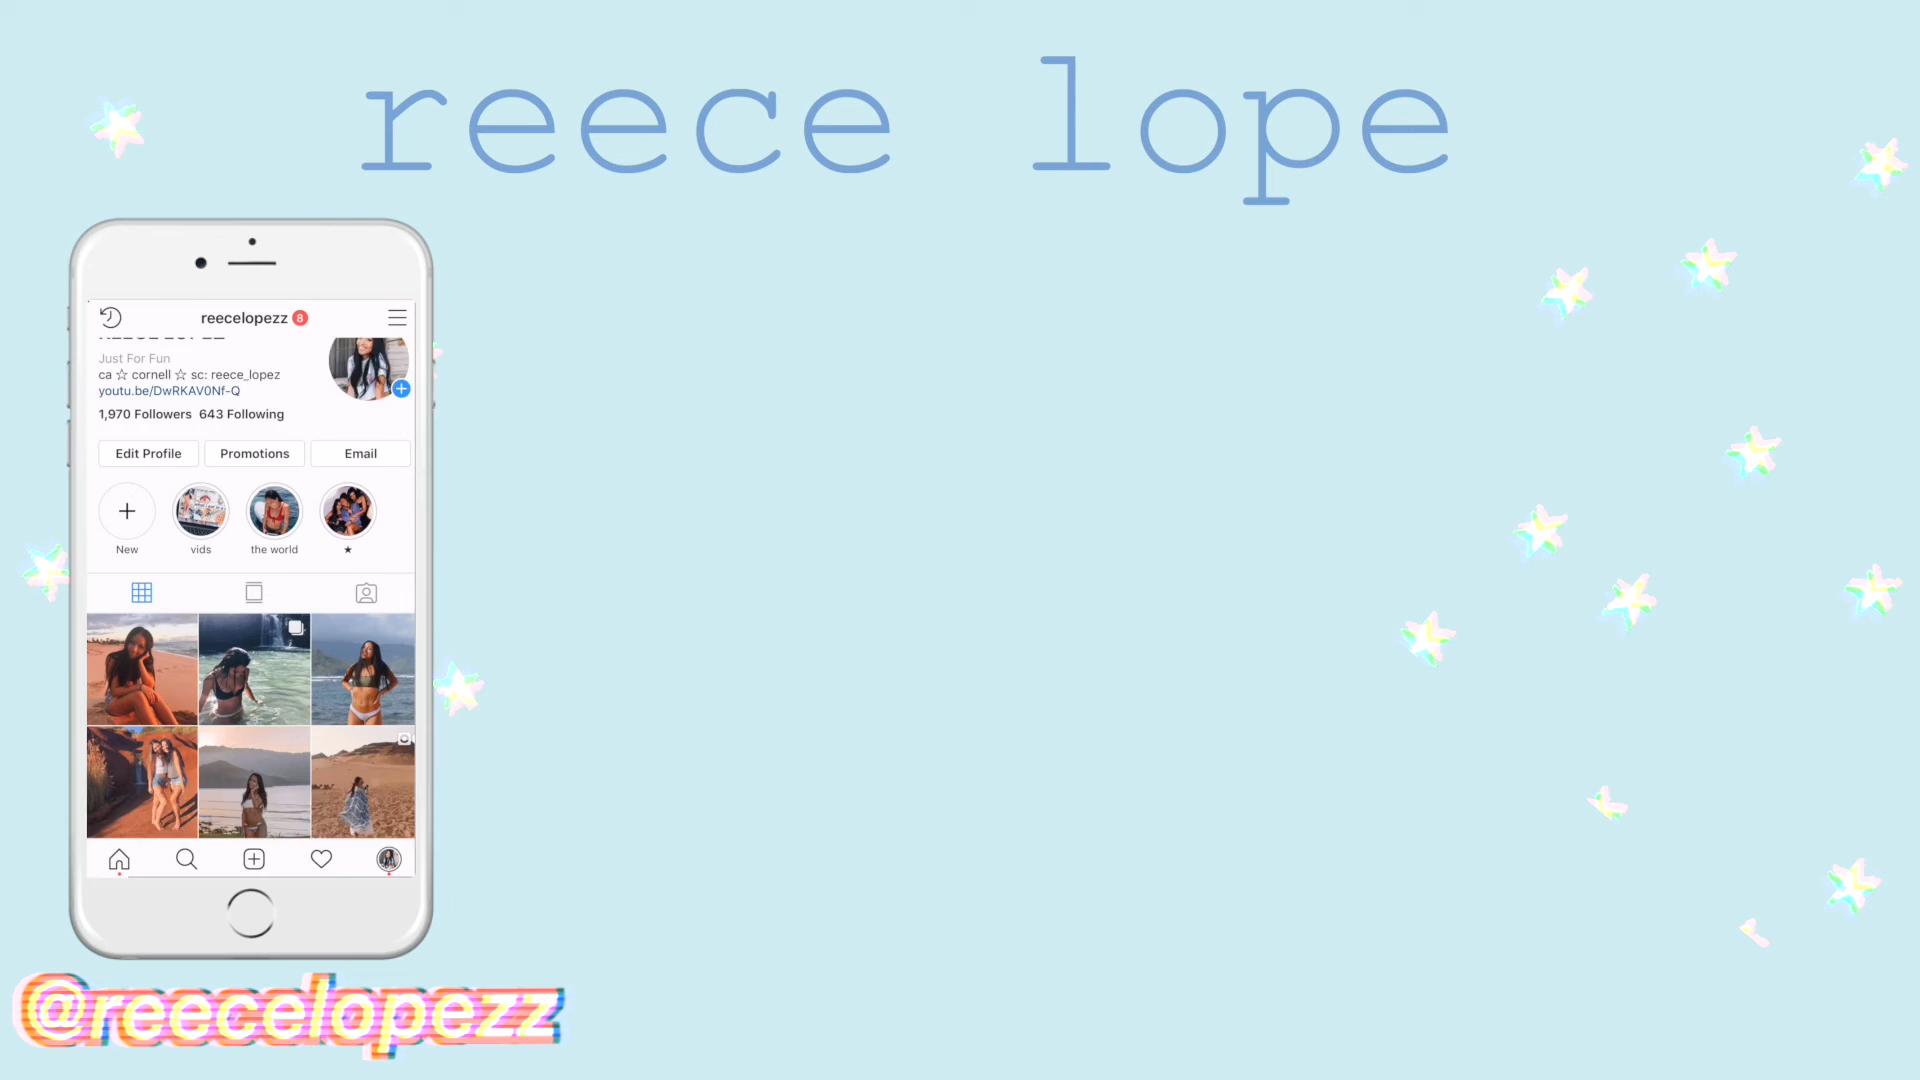 reece lope
reecelopezz 8
Just For Fun
ca ☆ cornell ☆ sc: reece_lopez
youtu.be/DwRKAV0Nf-Q
1,970 Followers 643 Following
Edit Profile Promotions Email
New vids the world ★
@reecelopezz